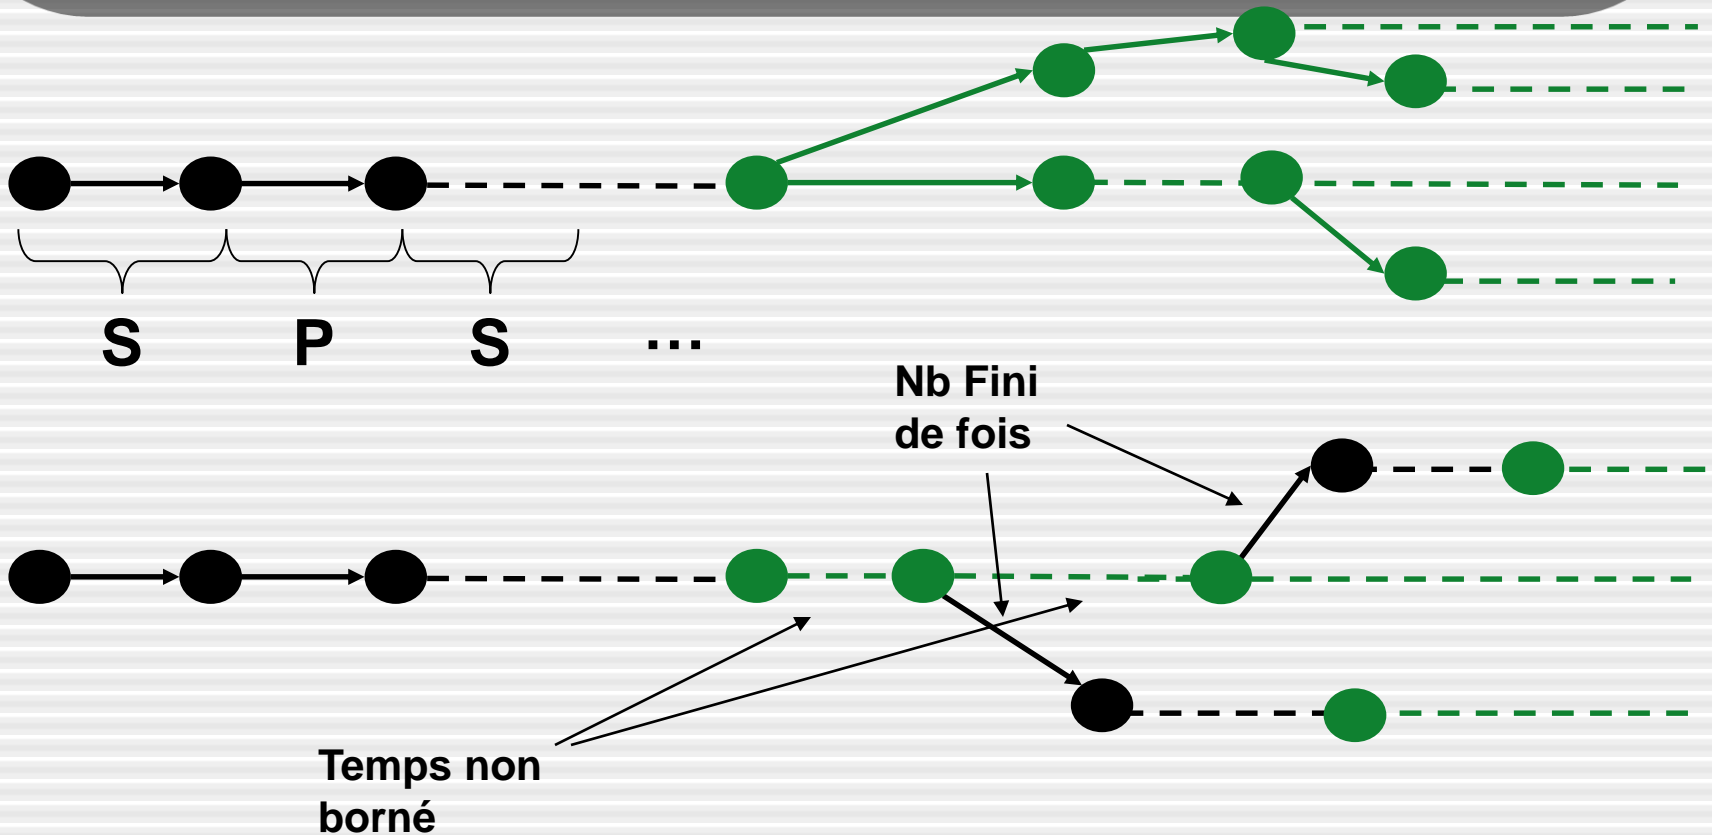 S P S ...
Nb Fini
de fois
Temps non
borné